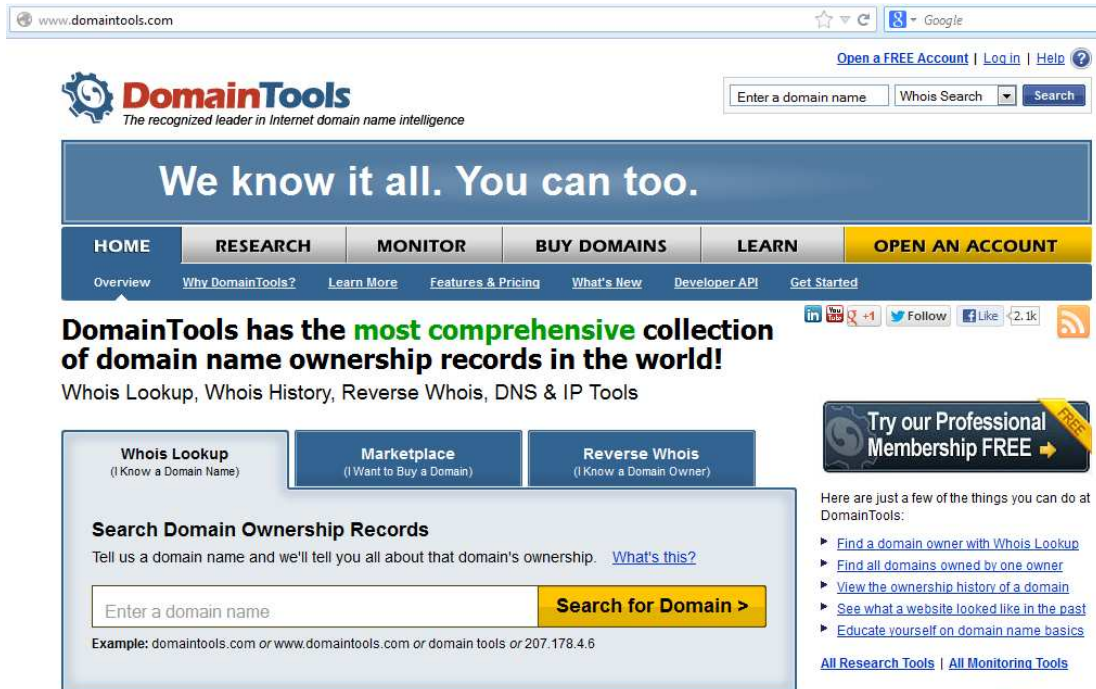 www.domaintools.com
Google
Open a FREE Account | Log in | Help ?
DomainTools
The recognized leader in Internet domain name intelligence
Enter a domain name Whois Search Search
We know it all. You can too.
HOME RESEARCH MONITOR BUY DOMAINS LEARN OPEN AN ACCOUNT
Overview Why DomainTools? Learn More Features & Pricing What's New Developer API Get Started
DomainTools has the most comprehensive collection
of domain name ownership records in the world!
Whois Lookup, Whois History, Reverse Whois, DNS & IP Tools
in You Tube g +1 Follow f Like 2.1k
Whois Lookup
(I Know a Domain Name)
Marketplace
(I Want to Buy a Domain)
Reverse Whois
(I Know a Domain Owner)
Search Domain Ownership Records
Tell us a domain name and we'll tell you all about that domain's ownership. What's this?
Enter a domain name Search for Domain >
Example: domaintools.com or www.domaintools.com or domain tools or 207.178.4.6
Try our Professional
Membership FREE
FREE
Here are just a few of the things you can do at
DomainTools:
Find a domain owner with Whois Lookup
Find all domains owned by one owner
View the ownership history of a domain
See what a website looked like in the past
Educate yourself on domain name basics
All Research Tools | All Monitoring Tools